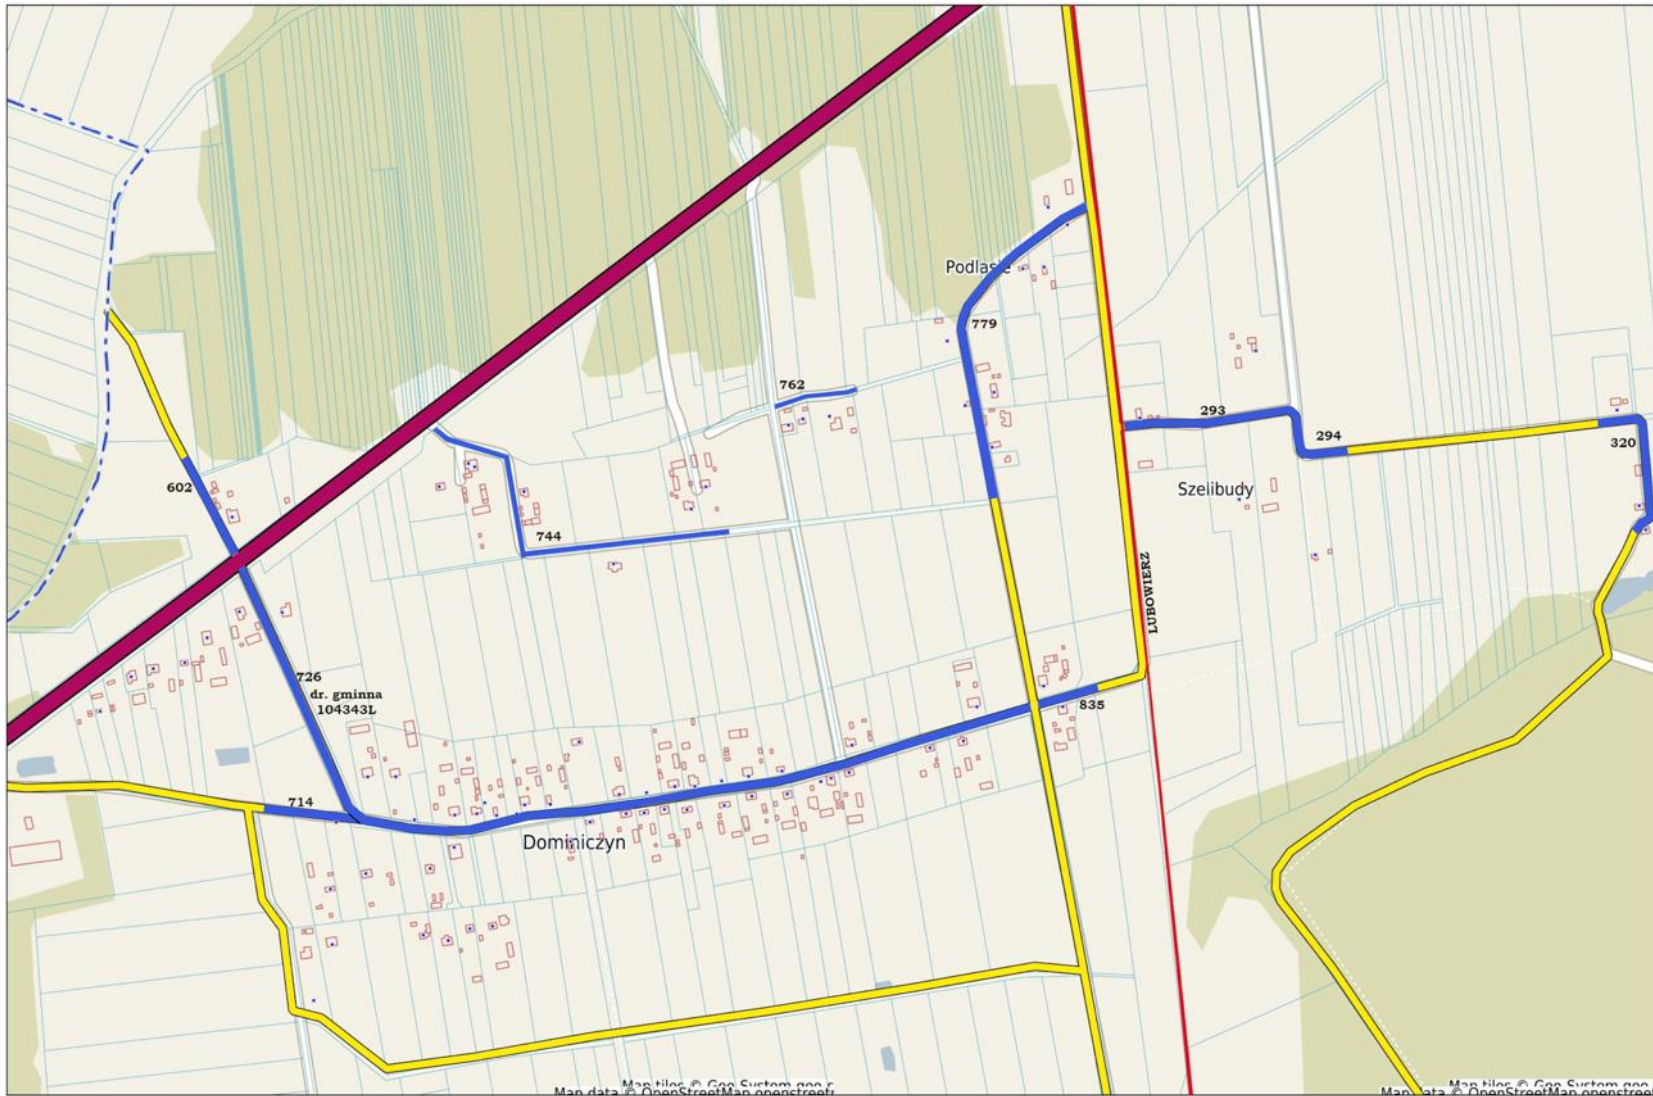 Podlasie
779
762
293
294
320
602
Szelibudy
744
LUBOWIERZ
726
dr. gminna
104343L
835
714
Dominiczyn
Map tiles © Geo-System geo-s
Map data © OpenStreetMap openstreetr
Map tiles © Geo-System geo-
Map data © OpenStreetMap openstreet